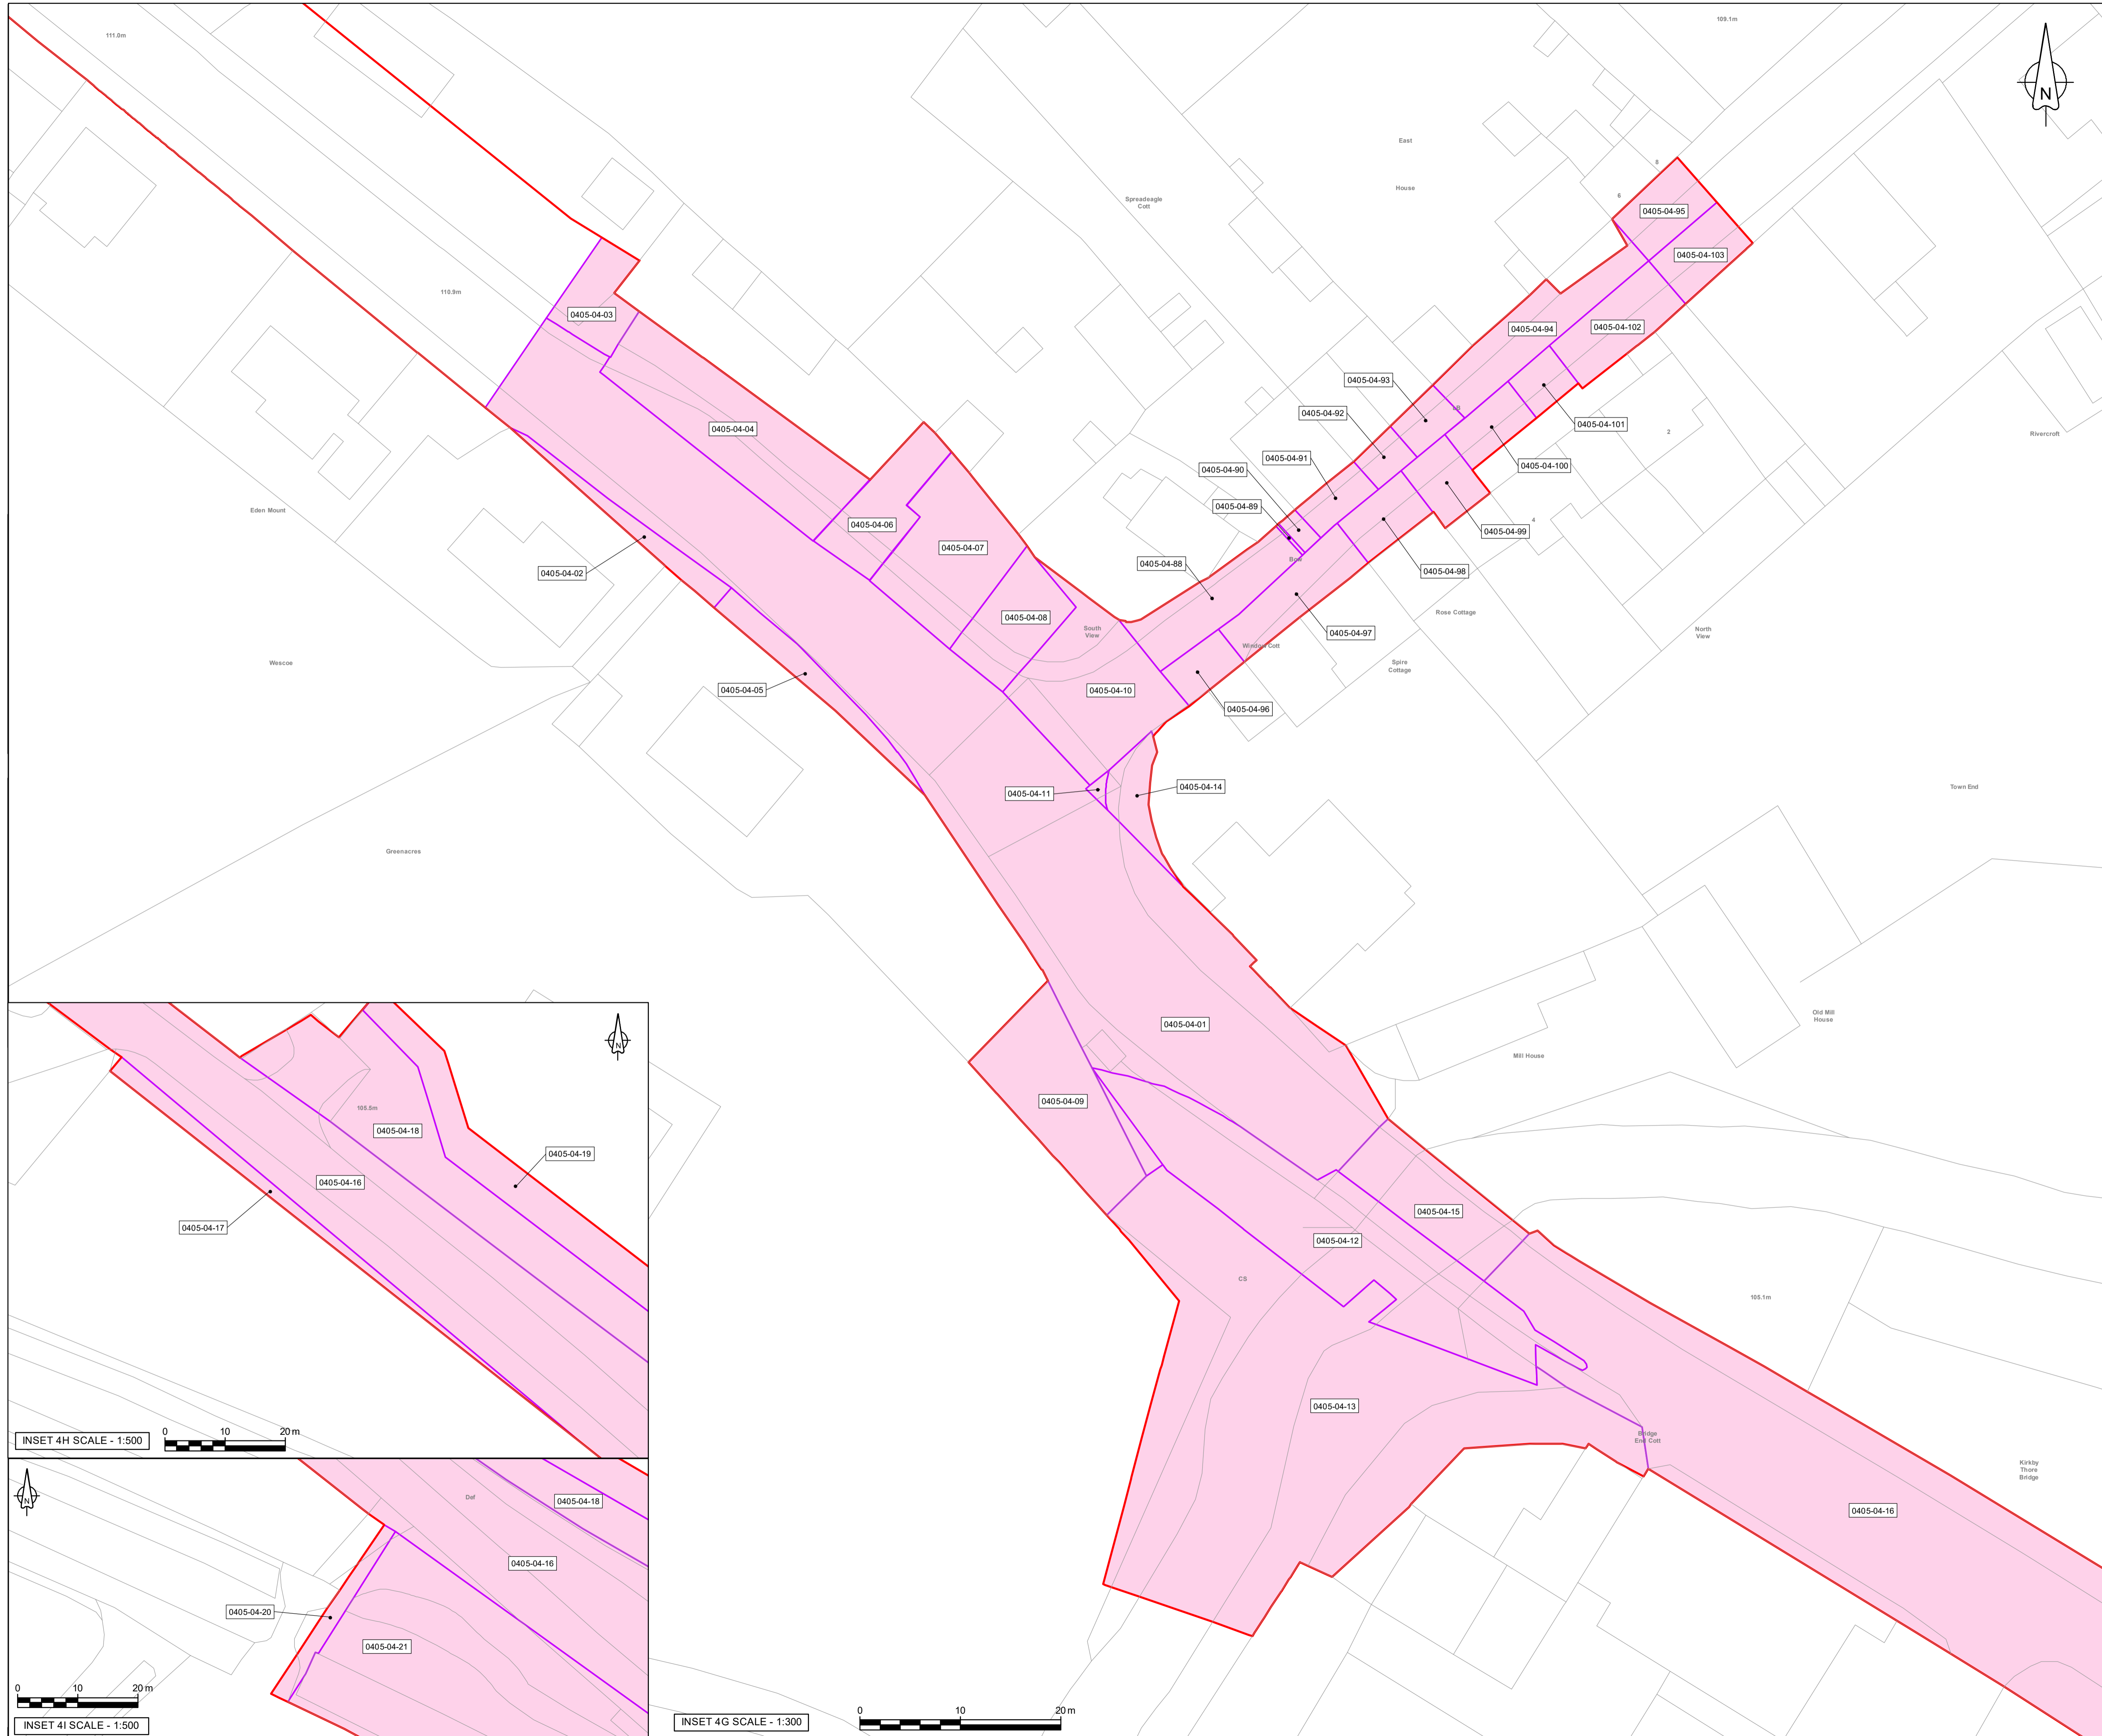 111.0m
109.1m
N
East
House
Spreadeagle
Cott
8
6
0405-04-95
0405-04-103
110.9m
0405-04-03
0405-04-94
0405-04-102
0405-04-93
0405-04-92
0405-04-101
0405-04-04
2
Rivercroft
0405-04-91
0405-04-90
0405-04-100
0405-04-89
Eden Mount
0405-04-06
4
0405-04-99
0405-04-07
0405-04-88
0405-04-98
0405-04-02
0405-04-08
Rose Cottage
South
View
0405-04-97
North
View
Wescoe
Spire
Cottage
0405-04-05
0405-04-10
0405-04-96
0405-04-11
0405-04-14
Town End
Greenacres
0405-04-01
Old Mill
House
Mill House
0405-04-09
N
105.5m
0405-04-18
0405-04-19
0405-04-16
0405-04-17
0405-04-15
0405-04-12
CS
105.1m
0405-04-13
Bridge
End Cott
Kirkby
Thore
Bridge
0405-04-16
INSET 4H SCALE - 1:500
0 10 20 m
N
Def
0405-04-18
0405-04-16
0405-04-20
0405-04-21
0 10 20 m
INSET 4I SCALE - 1:500
INSET 4G SCALE - 1:300
0 10 20 m